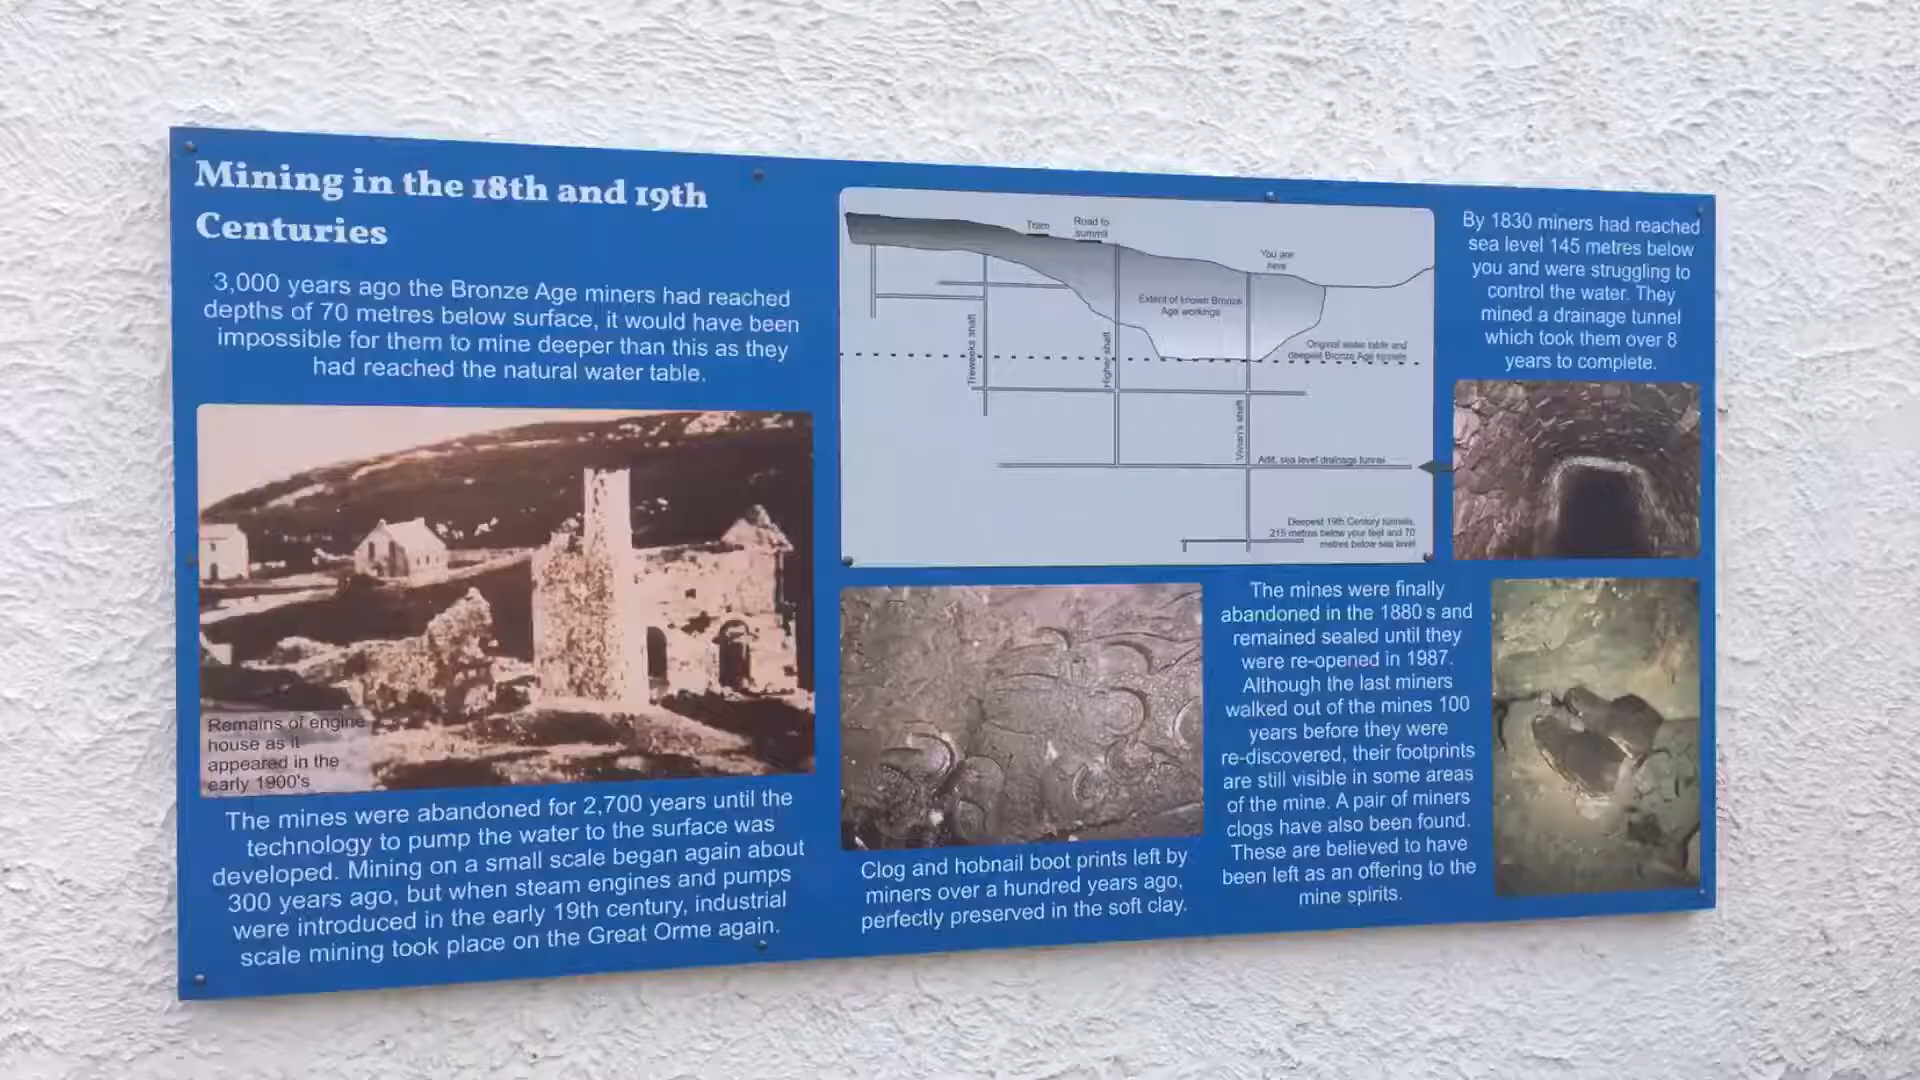 Mining in the 18th and 19th
Centuries
3,000 years ago the Bronze Age miners had reached
depths of 70 metres below surface, it would have been
impossible for them to mine deeper than this as they
had reached the natural water table.
Remains of engine
house as it
appeared in the
early 1900's
The mines were abandoned for 2,700 years until the
technology to pump the water to the surface was
developed. Mining on a small scale began again about
300 years ago, but when steam engines and pumps
were introduced in the early 19th century, industrial
scale mining took place on the Great Orme again.
Tram
Road to
summit
You are
here
Extent of known Bronze
Age workings
Original water table and
deepest Bronze Age tunnels
Treweeks shaft
Higher shaft
Vivian's shaft
Adit, sea level drainage tunnel
Deepest 19th Century tunnels,
215 metres below your feet and 70
metres below sea level
Clog and hobnail boot prints left by
miners over a hundred years ago,
perfectly preserved in the soft clay.
By 1830 miners had reached
sea level 145 metres below
you and were struggling to
control the water. They
mined a drainage tunnel
which took them over 8
years to complete.
The mines were finally
abandoned in the 1880's and
remained sealed until they
were re-opened in 1987.
Although the last miners
walked out of the mines 100
years before they were
re-discovered, their footprints
are still visible in some areas
of the mine. A pair of miners
clogs have also been found.
These are believed to have
been left as an offering to the
mine spirits.